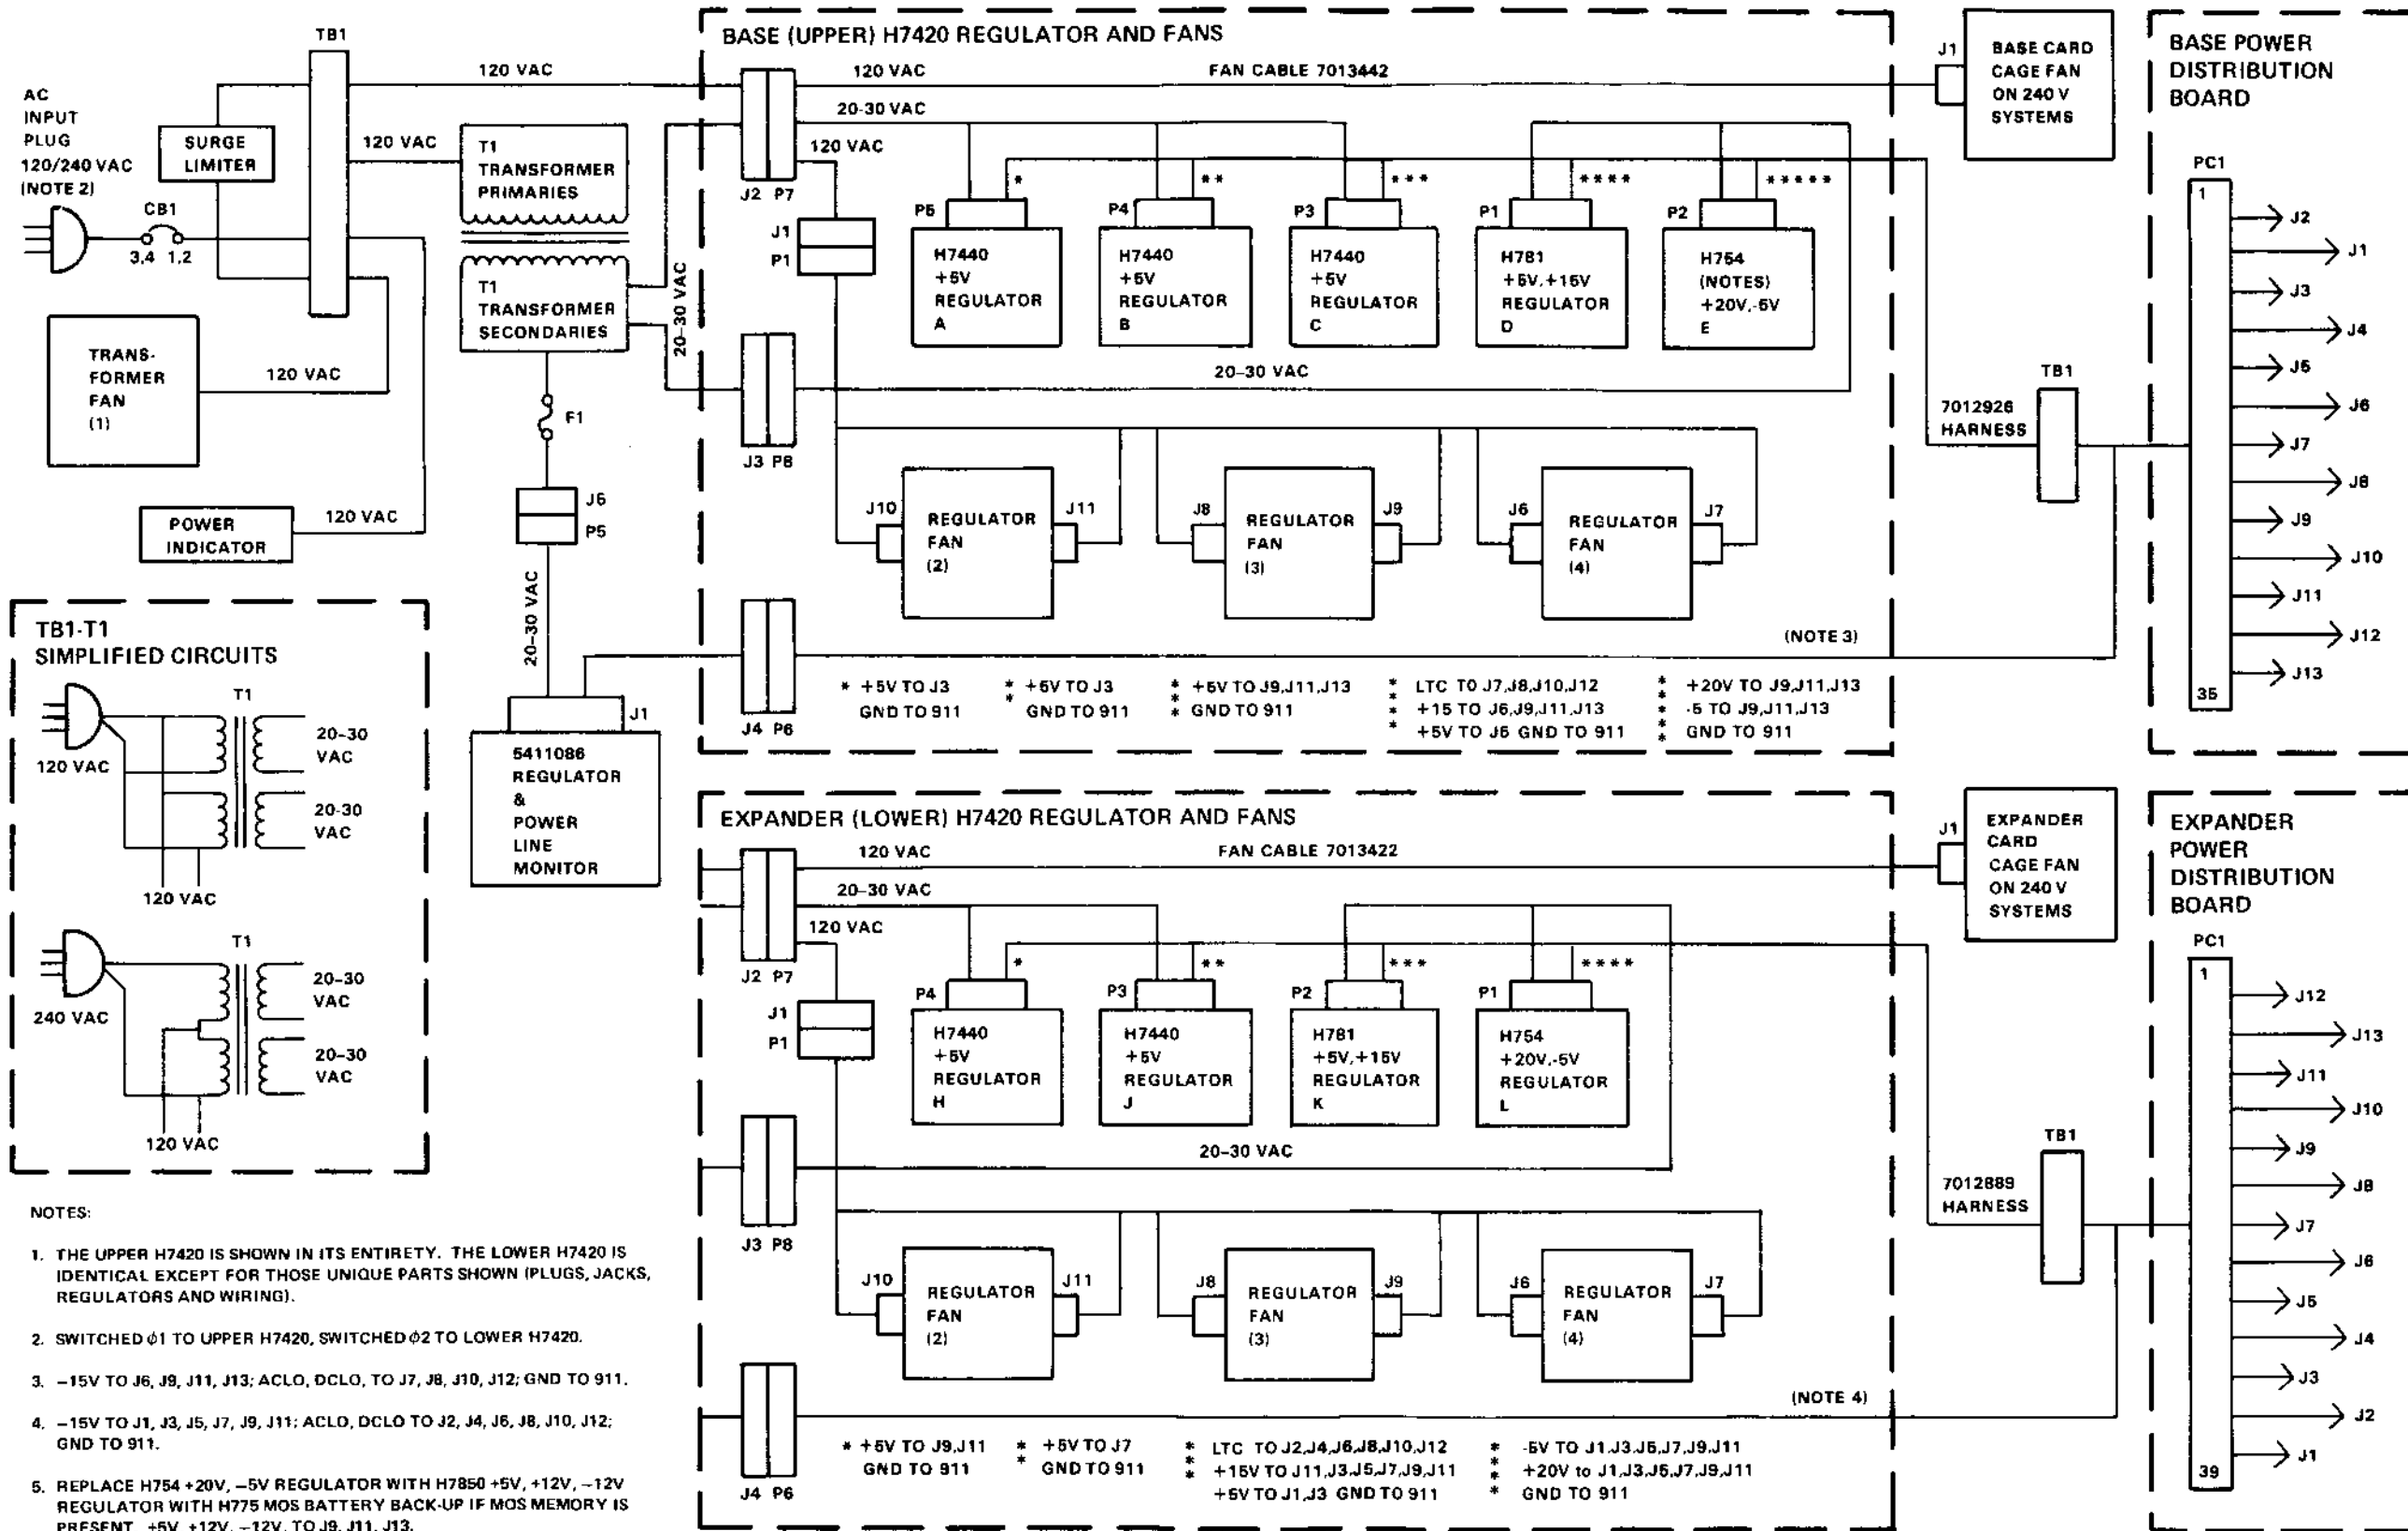 AC
INPUT
PLUG
120/240 VAC
(NOTE 2)
CB1
3,4 1,2
SURGE
LIMITER
TB1
120 VAC
120 VAC
T1
TRANSFORMER
PRIMARIES
T1
TRANSFORMER
SECONDARIES
20-30 VAC
TRANS-
FORMER
FAN
(1)
120 VAC
POWER
INDICATOR
120 VAC
F1
J6
P5
20-30 VAC
J1
5411086
REGULATOR
&
POWER
LINE
MONITOR
TB1-T1
SIMPLIFIED CIRCUITS
T1
120 VAC
20-30
VAC
20-30
VAC
120 VAC
T1
240 VAC
20-30
VAC
20-30
VAC
120 VAC
BASE (UPPER) H7420 REGULATOR AND FANS
120 VAC
FAN CABLE 7013442
20-30 VAC
120 VAC
J2 P7
J1
P1
P5
*
H7440
+5V
REGULATOR
A
P4
**
H7440
+5V
REGULATOR
B
P3
***
H7440
+5V
REGULATOR
C
P1
****
H781
+5V,+15V
REGULATOR
D
P2
*****
H754
(NOTES)
+20V,-5V
E
20-30 VAC
J3 P8
J10
REGULATOR
FAN
(2)
J11
J8
REGULATOR
FAN
(3)
J9
J6
REGULATOR
FAN
(4)
J7
(NOTE 3)
J4 P6
* +5V TO J3
GND TO 911
** +5V TO J3
GND TO 911
*** +5V TO J9,J11,J13
GND TO 911
**** LTC TO J7,J8,J10,J12
+15 TO J6,J9,J11,J13
+5V TO J6 GND TO 911
***** +20V TO J9,J11,J13
-5 TO J9,J11,J13
GND TO 911
J1
BASE CARD
CAGE FAN
ON 240 V
SYSTEMS
7012926
HARNESS
TB1
BASE POWER
DISTRIBUTION
BOARD
PC1
1
35
J2
J1
J3
J4
J5
J6
J7
J8
J9
J10
J11
J12
J13
EXPANDER (LOWER) H7420 REGULATOR AND FANS
120 VAC
FAN CABLE 7013422
20-30 VAC
120 VAC
J2 P7
J1
P1
P4
*
H7440
+5V
REGULATOR
H
P3
**
H7440
+5V
REGULATOR
J
P2
***
H781
+5V,+15V
REGULATOR
K
P1
****
H754
+20V,-5V
REGULATOR
L
20-30 VAC
J3 P8
J10
REGULATOR
FAN
(2)
J11
J8
REGULATOR
FAN
(3)
J9
J6
REGULATOR
FAN
(4)
J7
(NOTE 4)
J4 P6
* +5V TO J9,J11
GND TO 911
** +5V TO J7
GND TO 911
*** LTC TO J2,J4,J6,J8,J10,J12
+15V TO J11,J3,J5,J7,J9,J11
+5V TO J1,J3 GND TO 911
**** -5V TO J1,J3,J5,J7,J9,J11
+20V to J1,J3,J5,J7,J9,J11
GND TO 911
J1
EXPANDER
CARD
CAGE FAN
ON 240 V
SYSTEMS
7012889
HARNESS
TB1
EXPANDER
POWER
DISTRIBUTION
BOARD
PC1
1
39
J12
J13
J11
J10
J9
J8
J7
J6
J5
J4
J3
J2
J1
NOTES:
1. THE UPPER H7420 IS SHOWN IN ITS ENTIRETY. THE LOWER H7420 IS
IDENTICAL EXCEPT FOR THOSE UNIQUE PARTS SHOWN (PLUGS, JACKS,
REGULATORS AND WIRING).
2. SWITCHED ϕ1 TO UPPER H7420, SWITCHED ϕ2 TO LOWER H7420.
3. -15V TO J6, J9, J11, J13; ACLO, DCLO, TO J7, J8, J10, J12; GND TO 911.
4. -15V TO J1, J3, J5, J7, J9, J11; ACLO, DCLO TO J2, J4, J6, J8, J10, J12;
GND TO 911.
5. REPLACE H754 +20V, -5V REGULATOR WITH H7850 +5V, +12V, -12V
REGULATOR WITH H775 MOS BATTERY BACK-UP IF MOS MEMORY IS
PRESENT. +5V, +12V, -12V, TO J9, J11, J13.